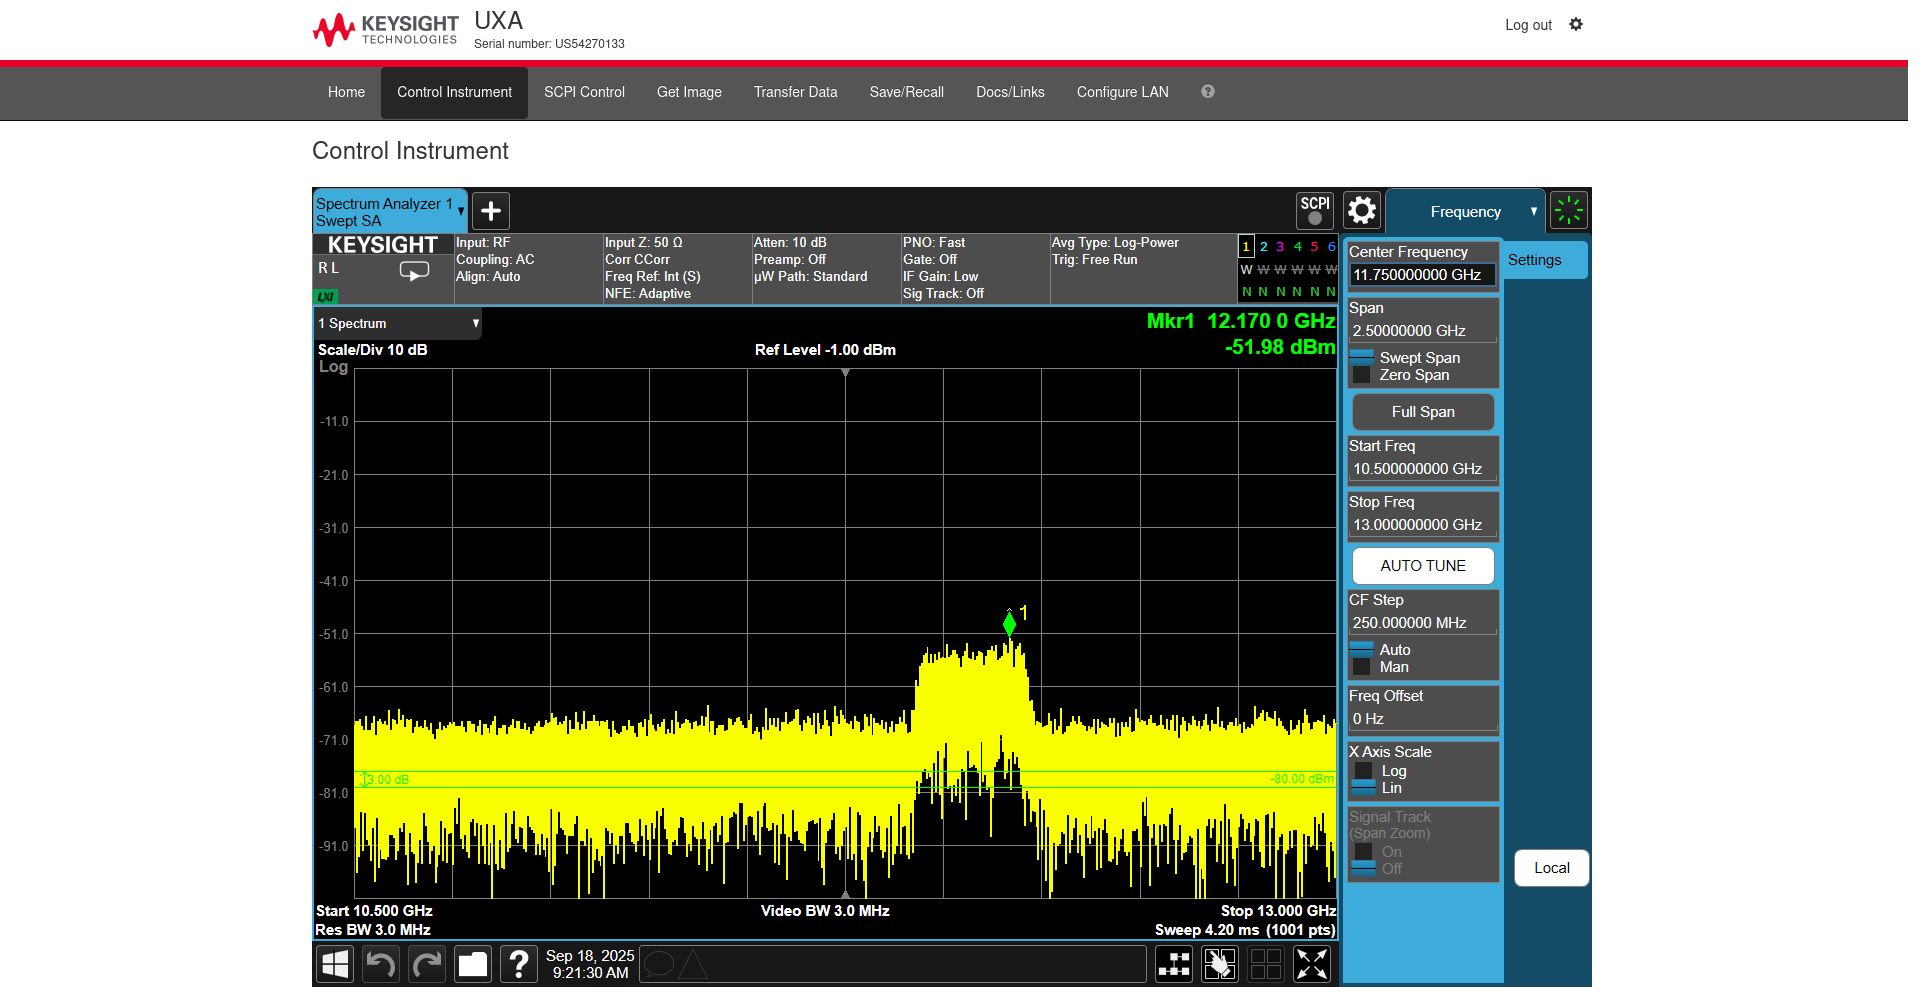 KEYSIGHT
TECHNOLOGIES
UXA
Serial number: US54270133
Log out
Home
Control Instrument
SCPI Control
Get Image
Transfer Data
Save/Recall
Docs/Links
Configure LAN
?
Control Instrument
Spectrum Analyzer 1
Swept SA
SCPI
Frequency
KEYSIGHT
R L
LXI
Input: RF
Coupling: AC
Align: Auto
Input Z: 50 Ω
Corr CCorr
Freq Ref: Int (S)
NFE: Adaptive
Atten: 10 dB
Preamp: Off
µW Path: Standard
PNO: Fast
Gate: Off
IF Gain: Low
Sig Track: Off
Avg Type: Log-Power
Trig: Free Run
1 2 3 4 5 6
W W W W W W
N N N N N N
1 Spectrum
Scale/Div 10 dB
Log
Ref Level -1.00 dBm
Mkr1 12.170 0 GHz
-51.98 dBm
-11.0
-21.0
-31.0
-41.0
-51.0
-61.0
-71.0
-81.0
-91.0
1
3.00 dB
-80.00 dBm
Start 10.500 GHz
Video BW 3.0 MHz
Stop 13.000 GHz
Res BW 3.0 MHz
Sweep 4.20 ms (1001 pts)
Center Frequency
11.750000000 GHz
Settings
Span
2.50000000 GHz
Swept Span
Zero Span
Full Span
Start Freq
10.500000000 GHz
Stop Freq
13.000000000 GHz
AUTO TUNE
CF Step
250.000000 MHz
Auto
Man
Freq Offset
0 Hz
X Axis Scale
Log
Lin
Signal Track
(Span Zoom)
On
Off
Local
?
Sep 18, 2025
9:21:30 AM